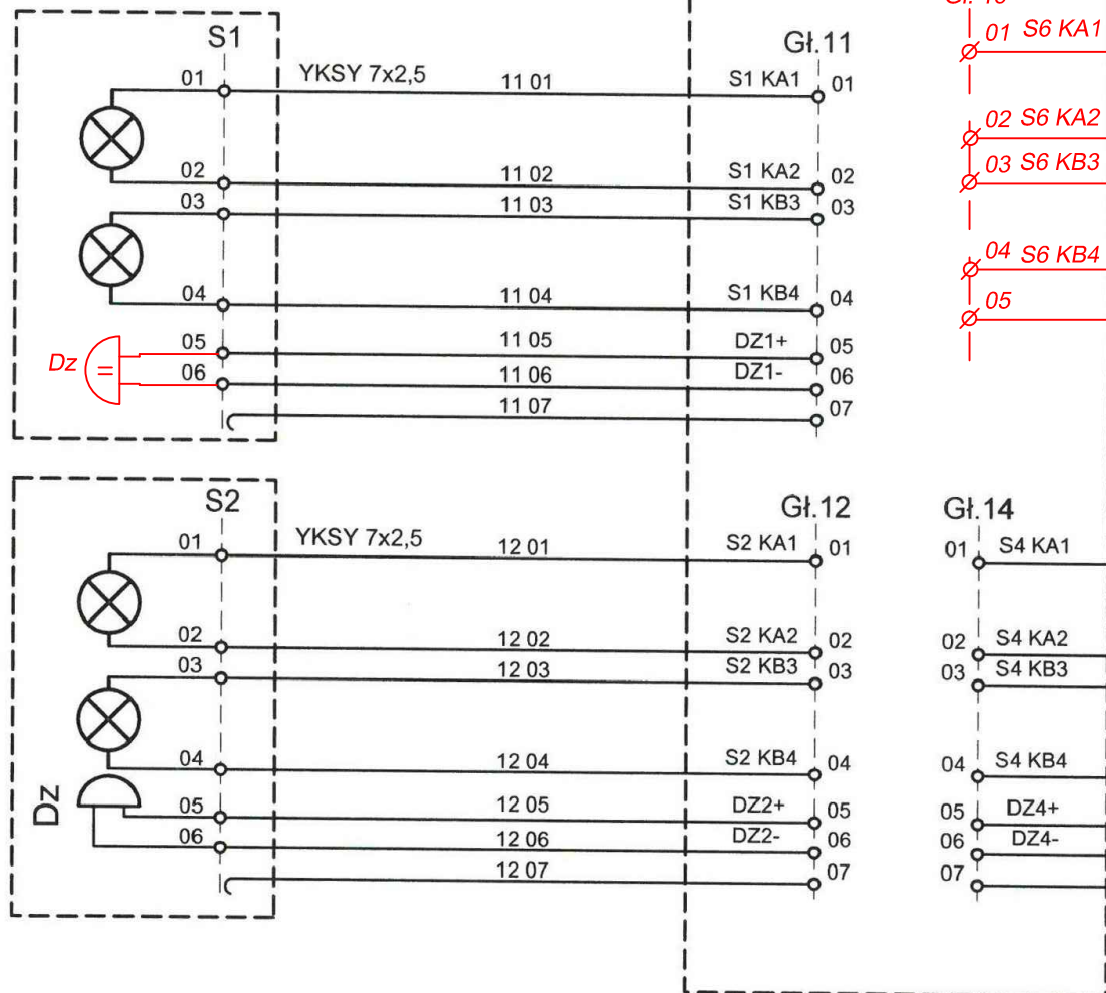 S1
YKSY 7x2,5
Gł.11
01
11 01
S1 KA1
01
02
11 02
S1 KA2
02
03
11 03
S1 KB3
03
04
11 04
S1 KB4
04
Dz
=
05
11 05
DZ1+
05
06
11 06
DZ1-
06
11 07
07
01 S6 KA1
02 S6 KA2
03 S6 KB3
04 S6 KB4
05
S2
YKSY 7x2,5
Gł.12
01
12 01
S2 KA1
01
02
12 02
S2 KA2
02
03
12 03
S2 KB3
03
04
12 04
S2 KB4
04
Dz
05
12 05
DZ2+
05
06
12 06
DZ2-
06
12 07
07
Gł.14
01 S4 KA1
02 S4 KA2
03 S4 KB3
04 S4 KB4
05 DZ4+
06 DZ4-
07